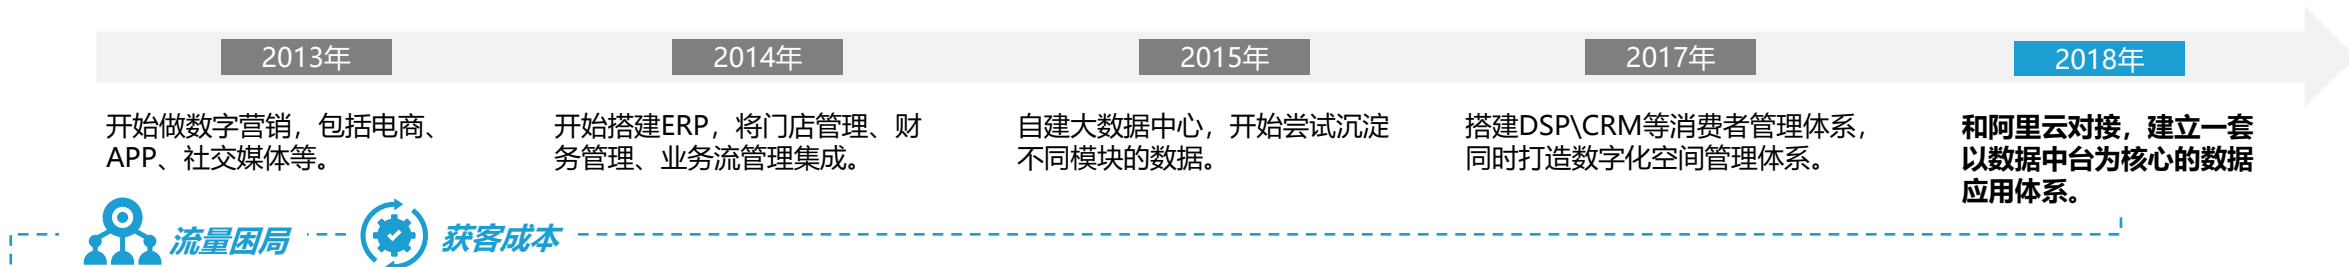 2013年
2014年
2015年
2017年
2018年
开始做数字营销，包括电商、
APP、社交媒体等。
开始搭建ERP，将门店管理、财
务管理、业务流管理集成。
自建大数据中心，开始尝试沉淀
不同模块的数据。
搭建DSP\CRM等消费者管理体系，
同时打造数字化空间管理体系。
和阿里云对接，建立一套
以数据中台为核心的数据
应用体系。
流量困局
获客成本